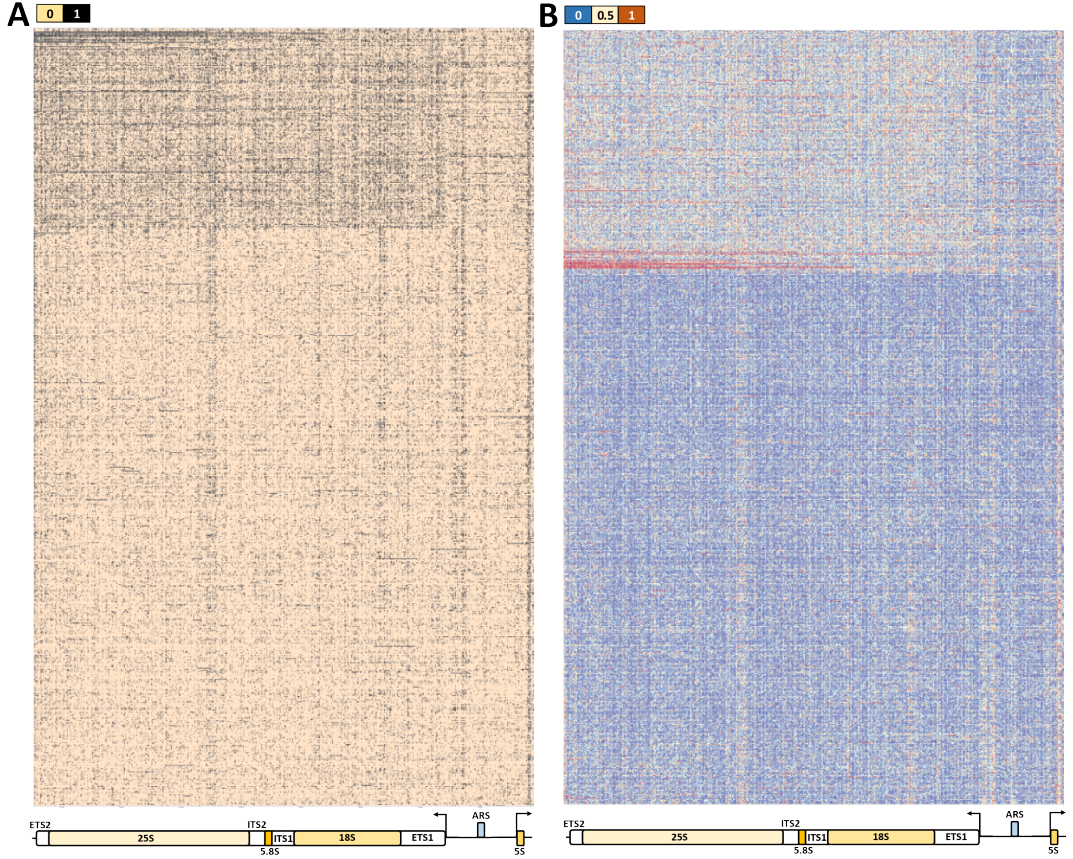 A
0 1
B
0 0.5 1
ETS2 ITS2 ARS
25S ITS1 18S ETS1
5.8S 5S
ETS2 ITS2 ARS
25S ITS1 18S ETS1
5.8S 5S